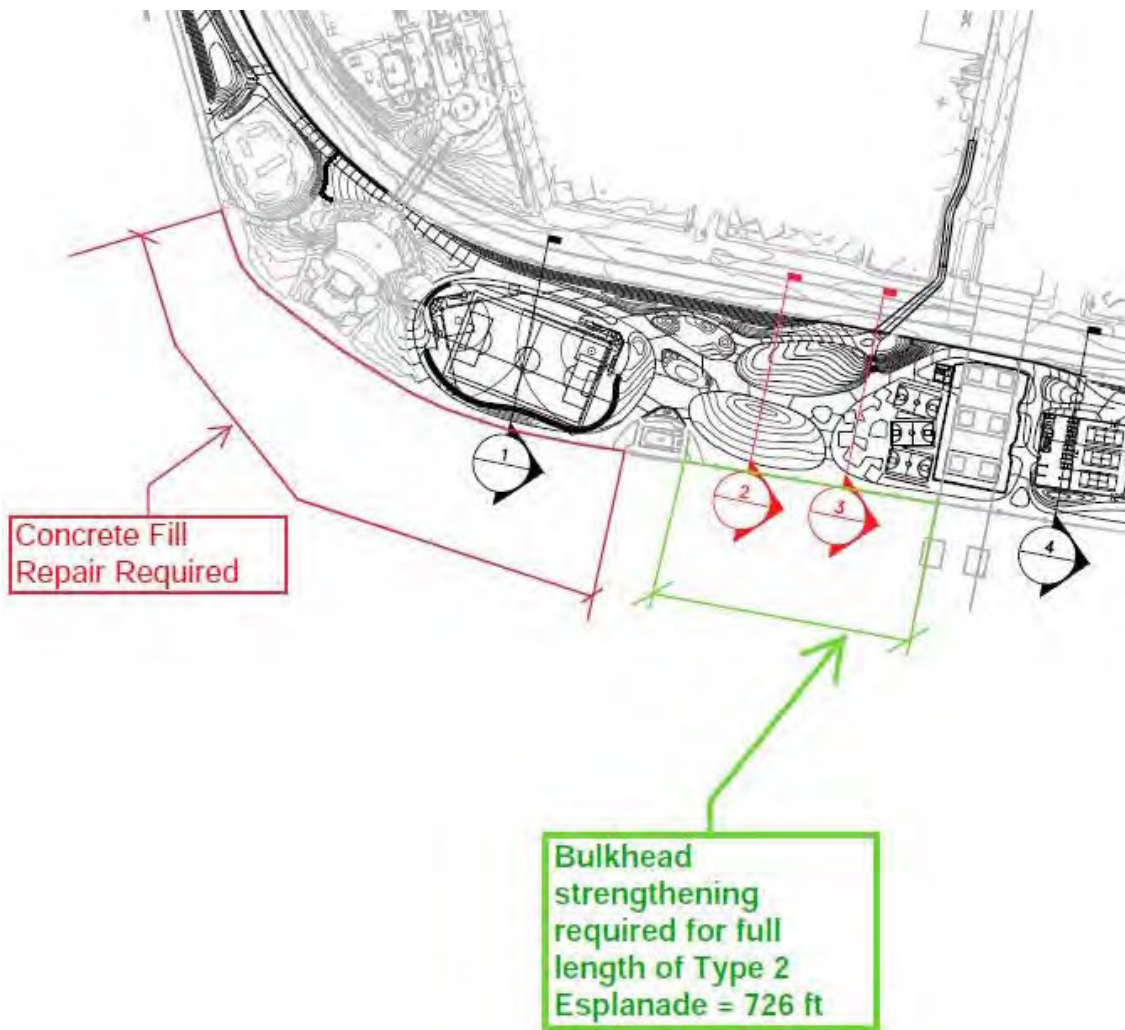 1
2
3
4
Concrete Fill
Repair Required
Bulkhead
strengthening
required for full
length of Type 2
Esplanade = 726 ft